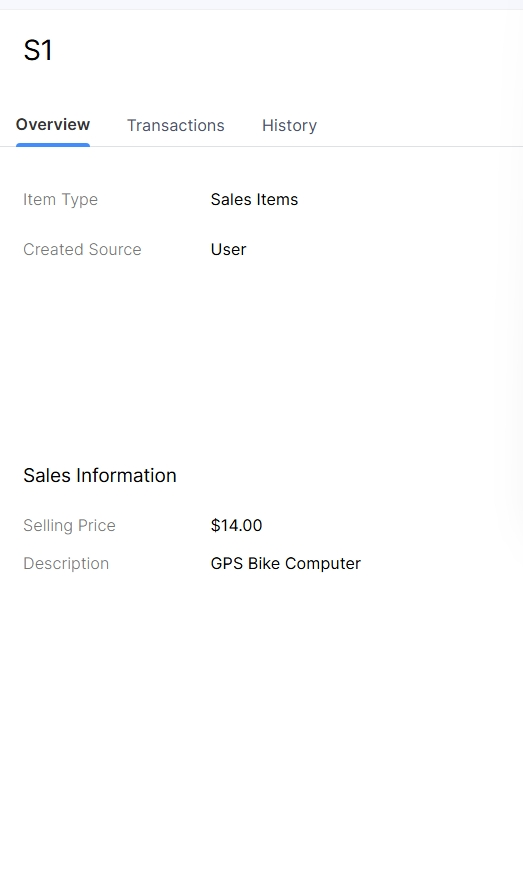 S1
Overview Transactions History
Item Type Sales Items
Created Source User
Sales Information
Selling Price $14.00
Description GPS Bike Computer